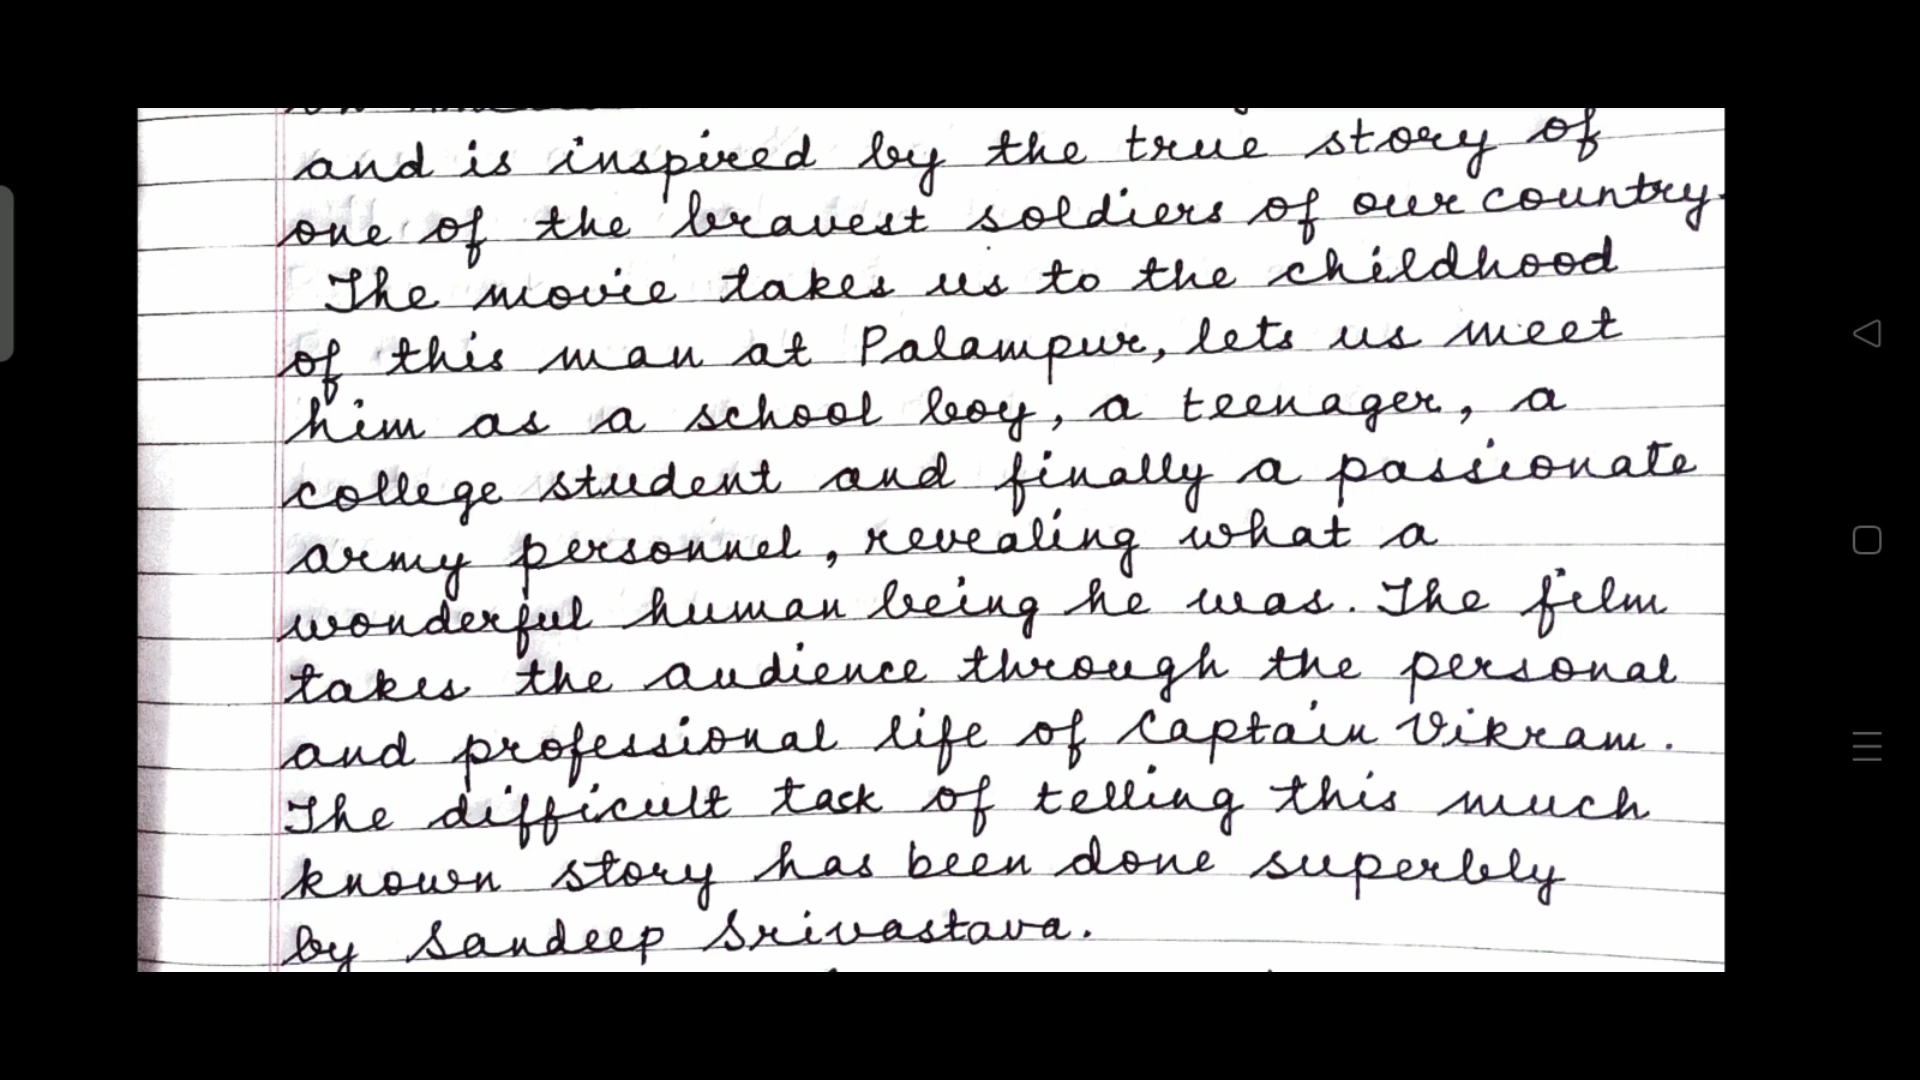 and is inspired by the true story of
one of the bravest soldiers of our country.
The movie takes us to the childhood
of this man at Palampur, lets us meet
him as a school boy, a teenager, a
college student and finally a passionate
army personnel, revealing what a
wonderful human being he was. The film
takes the audience through the personal
and professional life of Captain Vikram.
The difficult task of telling this much
known story has been done superbly
by Sandeep Srivastava.